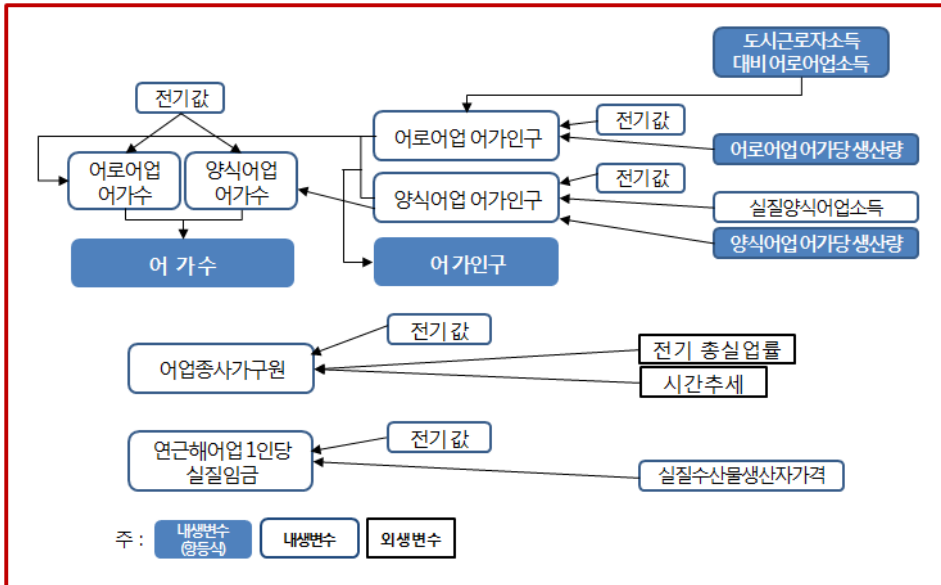 도시근로자소득
대비 어로어업소득
전기 값
어로어업 어가인구
전기 값
어로어업 어가당 생산량
어로어업
어가수
양식어업
어가수
양식어업 어가인구
전기 값
실질양식어업소득
양식어업 어가당 생산량
어 가 수
어 가인구
전기 값
어업종사가구원
전기 총실업률
시간추세
연근해어업 1인당
실질임금
전기 값
실질수산물생산자가격
주 :
내생변수
(항등식)
내생변수
외생변수